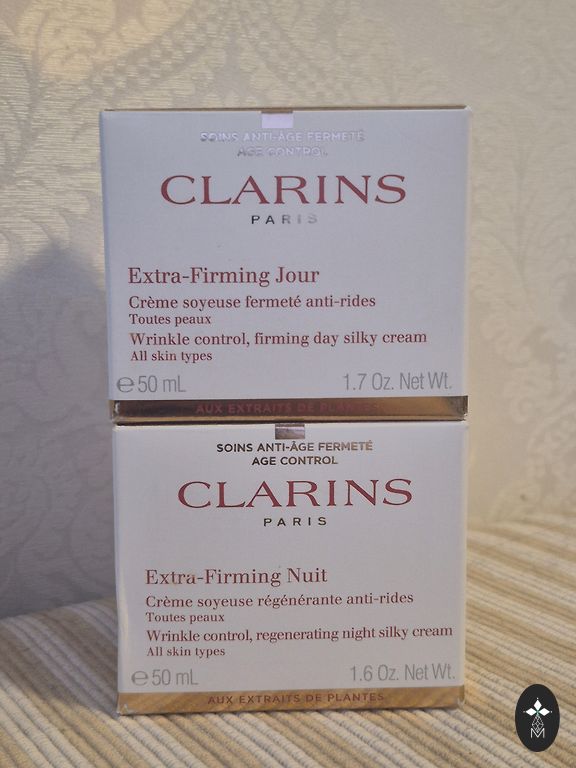 SOINS ANTI-ÂGE FERMETÉ
AGE CONTROL
CLARINS
PARIS
Extra-Firming Jour
Crème soyeuse fermeté anti-rides
Toutes peaux
Wrinkle control, firming day silky cream
All skin types
℮50 mL 1.7 Oz. Net Wt.
AUX EXTRAITS DE PLANTES
SOINS ANTI-ÂGE FERMETÉ
AGE CONTROL
CLARINS
PARIS
Extra-Firming Nuit
Crème soyeuse régénérante anti-rides
Toutes peaux
Wrinkle control, regenerating night silky cream
All skin types
℮50 mL 1.6 Oz. Net Wt.
AUX EXTRAITS DE PLANTES
M